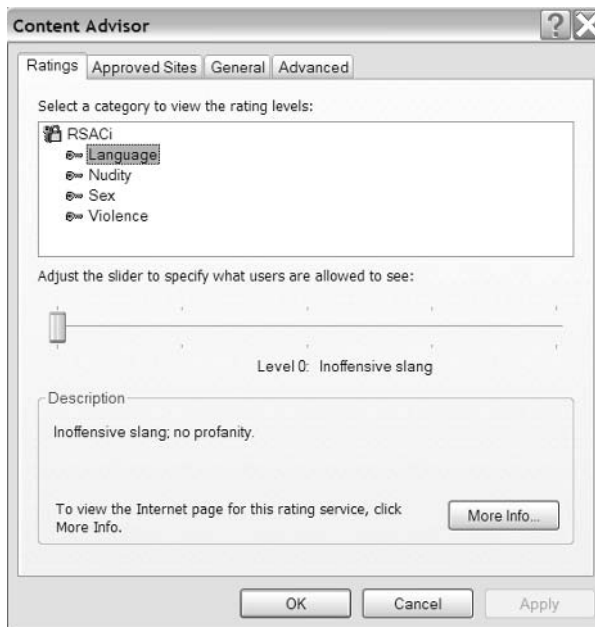 Content Advisor
Ratings
Approved Sites
General
Advanced
Select a category to view the rating levels:
RSACi
Language
Nudity
Sex
Violence
Adjust the slider to specify what users are allowed to see:
Level 0: Inoffensive slang
Description
Inoffensive slang; no profanity.
To view the Internet page for this rating service, click
More Info.
More Info...
OK
Cancel
Apply